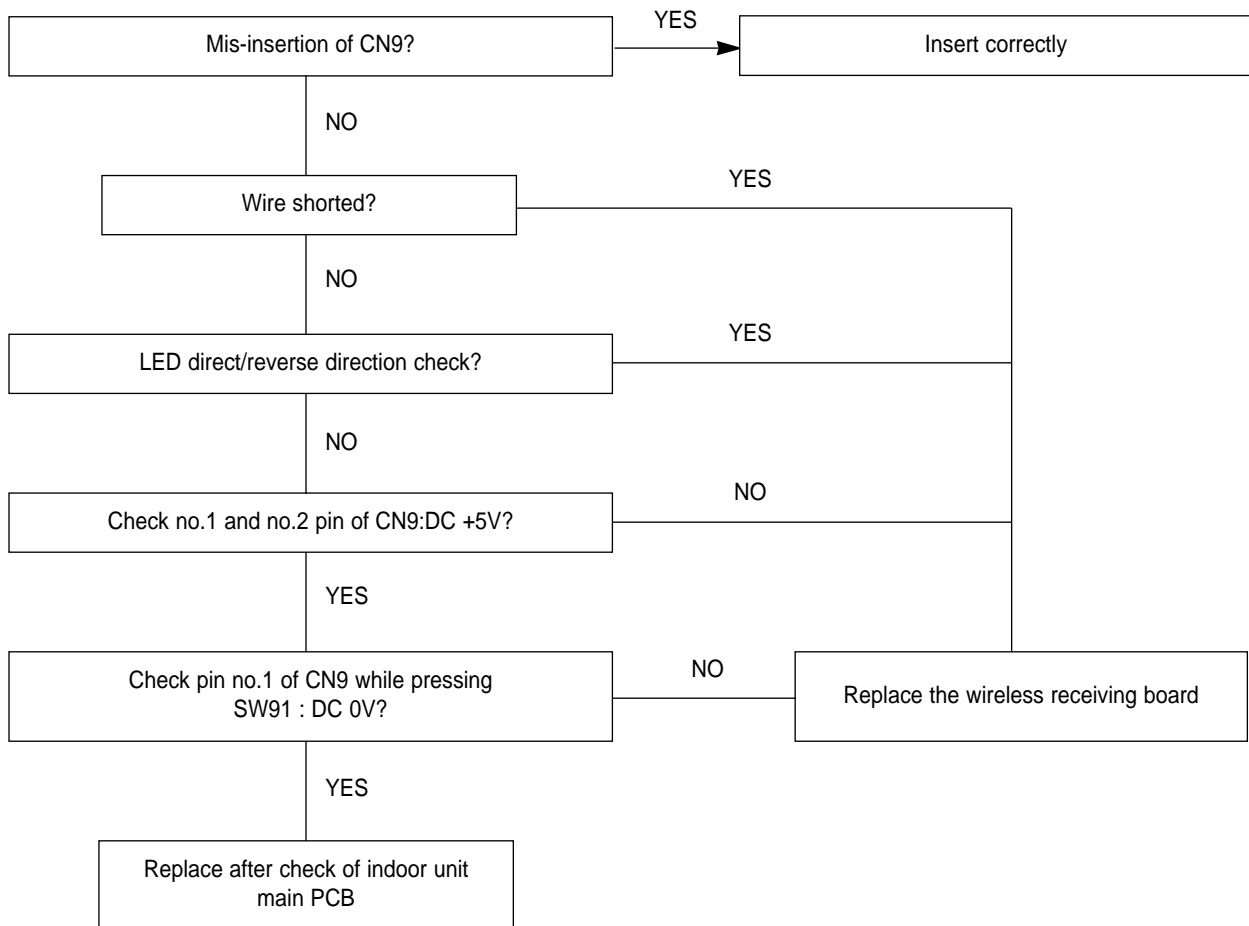 YES
Mis-insertion of CN9?
Insert correctly
NO
YES
Wire shorted?
NO
YES
LED direct/reverse direction check?
NO
NO
Check no.1 and no.2 pin of CN9:DC +5V?
YES
Check pin no.1 of CN9 while pressing
SW91 : DC 0V?
NO
Replace the wireless receiving board
YES
Replace after check of indoor unit
main PCB